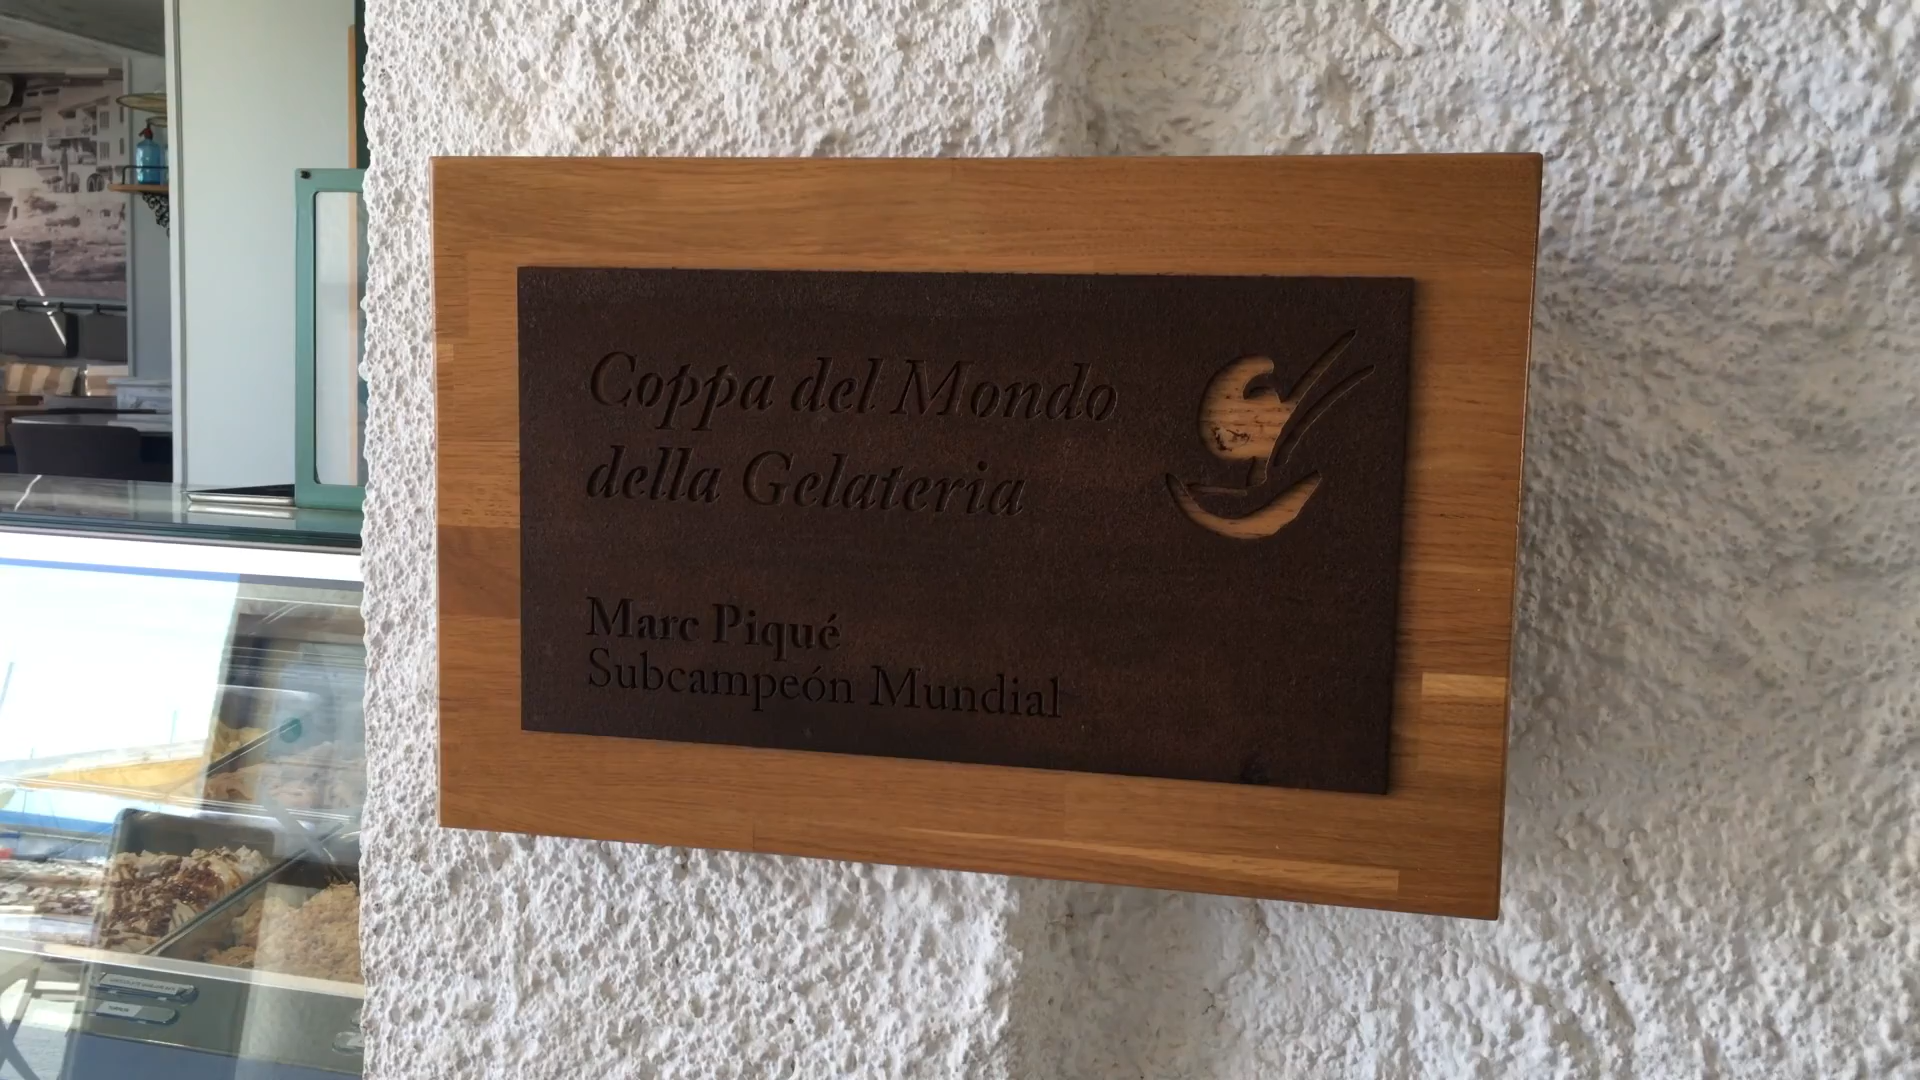 Coppa del Mondo
della Gelateria
Marc Piqué
Subcampeón Mundial